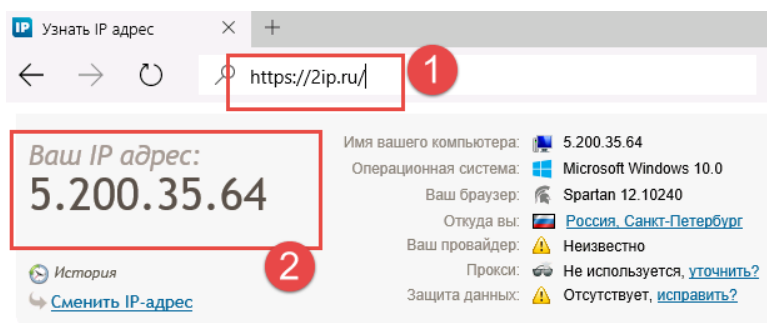 IP Узнать IP адрес
https://2ip.ru/
1
Ваш IP адрес:
5.200.35.64
2
История
Сменить IP-адрес
Имя вашего компьютера: 5.200.35.64
Операционная система: Microsoft Windows 10.0
Ваш браузер: Spartan 12.10240
Откуда вы: Россия, Санкт-Петербург
Ваш провайдер: Неизвестно
Прокси: Не используется, уточнить?
Защита данных: Отсутствует, исправить?